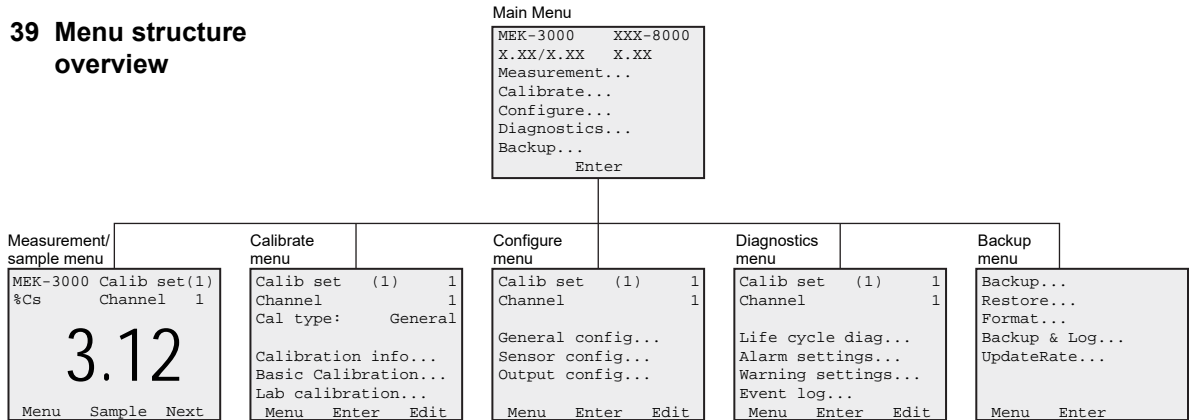 39 Menu structure
overview
Main Menu
MEK-3000 XXX-8000
X.XX/X.XX X.XX
Measurement...
Calibrate...
Configure...
Diagnostics...
Backup...
Enter
Measurement/
sample menu
MEK-3000 Calib set(1)
%Cs Channel 1
3.12
Menu Sample Next
Calibrate
menu
Calib set (1) 1
Channel 1
Cal type: General
Calibration info...
Basic Calibration...
Lab calibration...
Menu Enter Edit
Configure
menu
Calib set (1) 1
Channel 1
General config...
Sensor config...
Output config...
Menu Enter Edit
Diagnostics
menu
Calib set (1) 1
Channel 1
Life cycle diag...
Alarm settings...
Warning settings...
Event log...
Menu Enter Edit
Backup
menu
Backup...
Restore...
Format...
Backup & Log...
UpdateRate...
Menu Enter